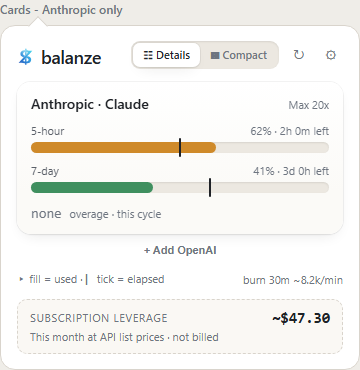 Cards - Anthropic only
balanze Details Compact
Anthropic · Claude Max 20x
5-hour 62% · 2h 0m left
7-day 41% · 3d 0h left
none overage · this cycle
+ Add OpenAI
fill = used · | tick = elapsed burn 30m ~8.2k/min
SUBSCRIPTION LEVERAGE ~$47.30
This month at API list prices · not billed